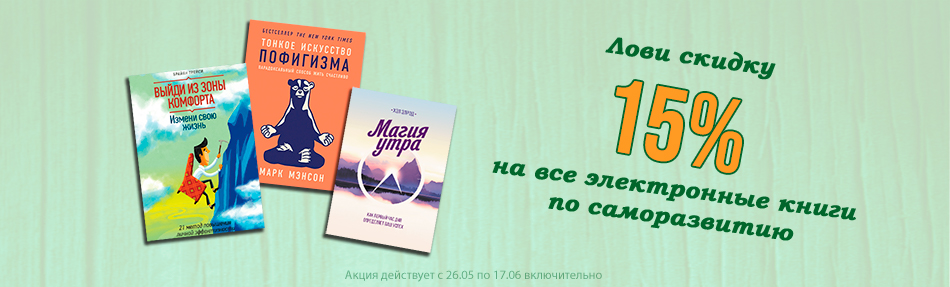 БРАЙАН ТРЕЙСИ
ВЫЙДИ ИЗ ЗОНЫ
КОМФОРТА
Измени свою
жизнь
21 метод повышения
личной эффективности
БЕСТСЕЛЛЕР THE NEW YORK TIMES
ТОНКОЕ ИСКУССТВО
ПОФИГИЗМА
ПАРАДОКСАЛЬНЫЙ СПОСОБ ЖИТЬ СЧАСТЛИВО
МАРК МЭНСОН
ХЭЛ ЭЛРОД
Магия
утра
КАК ПЕРВЫЙ ЧАС ДНЯ
ОПРЕДЕЛЯЕТ ВАШ УСПЕХ
Лови скидку
15%
на все электронные книги
по саморазвитию
Акция действует с 26.05 по 17.06 включительно